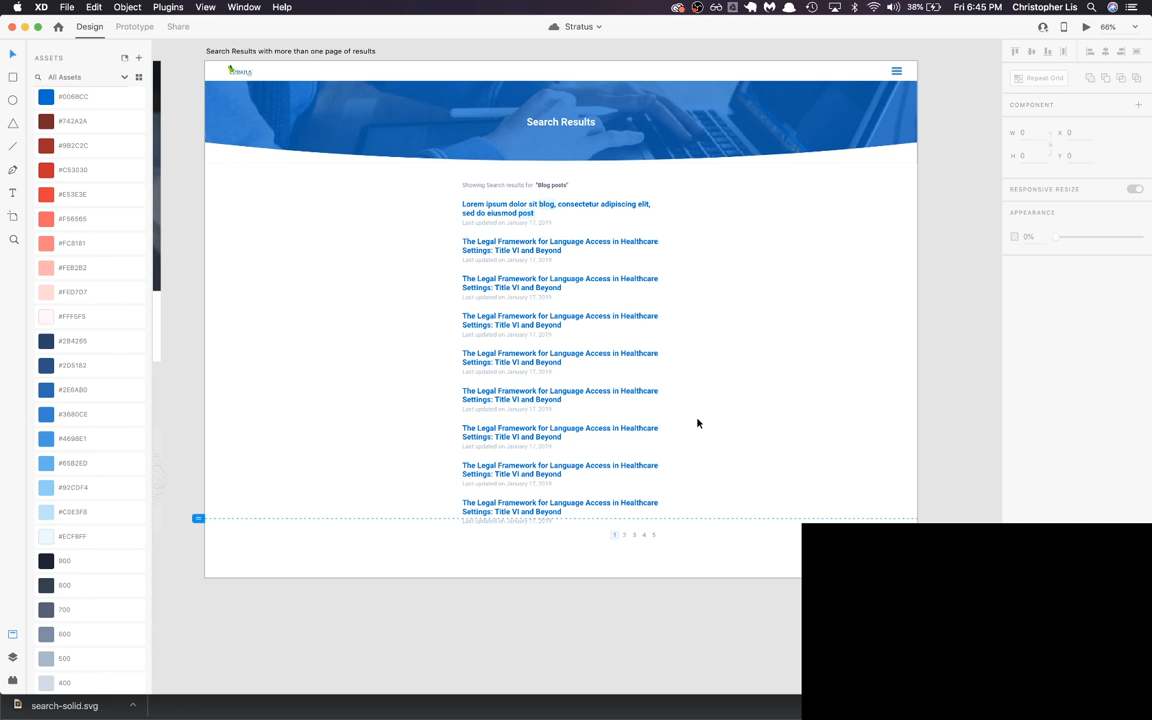 XD File Edit Object Plugins View Window Help
38% Fri 6:45 PM Christopher Lis
Design Prototype Share
Stratus
66%
ASSETS
All Assets
#006BCC
#742A2A
#9B2C2C
#C53030
#E53E3E
#F56565
#FC8181
#FEB2B2
#FED7D7
#FFF5F5
#2B4265
#2D5182
#2E6AB0
#3680CE
#4698E1
#65B2ED
#92CDF4
#C0E3F8
#ECF8FF
900
800
700
600
500
400
search-solid.svg
Search Results with more than one page of results
STRATUS
Search Results
Showing Search results for "Blog posts"
Lorem ipsum dolor sit blog, consectetur adipiscing elit,
sed do eiusmod post
Last updated on January 17, 2019
The Legal Framework for Language Access in Healthcare
Settings: Title VI and Beyond
Last updated on January 17, 2019
The Legal Framework for Language Access in Healthcare
Settings: Title VI and Beyond
Last updated on January 17, 2019
The Legal Framework for Language Access in Healthcare
Settings: Title VI and Beyond
Last updated on January 17, 2019
The Legal Framework for Language Access in Healthcare
Settings: Title VI and Beyond
Last updated on January 17, 2019
The Legal Framework for Language Access in Healthcare
Settings: Title VI and Beyond
Last updated on January 17, 2019
The Legal Framework for Language Access in Healthcare
Settings: Title VI and Beyond
Last updated on January 17, 2019
The Legal Framework for Language Access in Healthcare
Settings: Title VI and Beyond
Last updated on January 17, 2019
The Legal Framework for Language Access in Healthcare
Settings: Title VI and Beyond
Last updated on January 17, 2019
1 2 3 4 5
Repeat Grid
COMPONENT
W 0 X 0
H 0 Y 0
RESPONSIVE RESIZE
APPEARANCE
0%